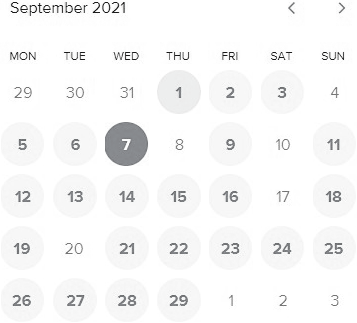 September 2021
MON TUE WED THU FRI SAT SUN
29 30 31 1 2 3 4
5 6 7 8 9 10 11
12 13 14 15 16 17 18
19 20 21 22 23 24 25
26 27 28 29 1 2 3